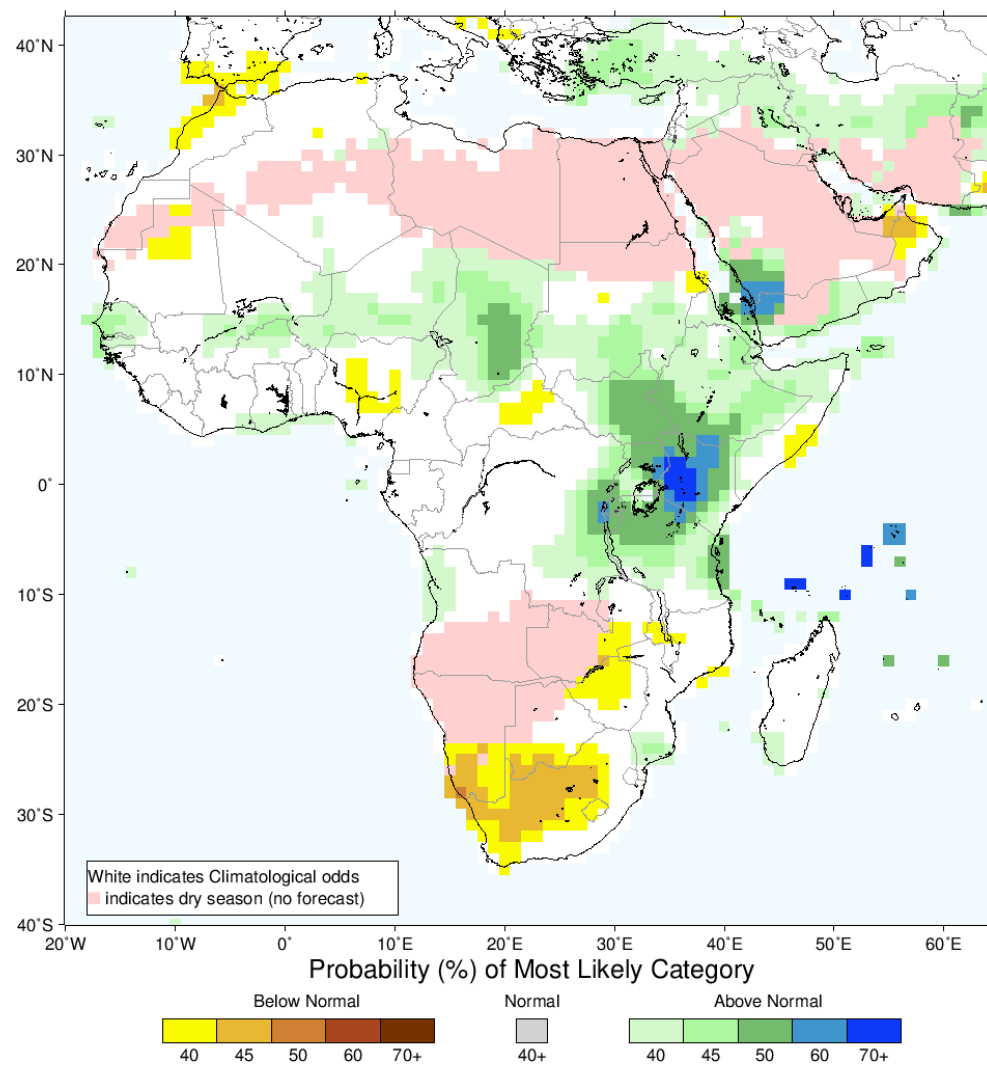 40˚N
30˚N
20˚N
10˚N
0˚
10˚S
20˚S
30˚S
40˚S
White indicates Climatological odds
indicates dry season (no forecast)
20˚W 10˚W 0˚ 10˚E 20˚E 30˚E 40˚E 50˚E 60˚E
Probability (%) of Most Likely Category
Below Normal Normal Above Normal
40 45 50 60 70+ 40+ 40 45 50 60 70+